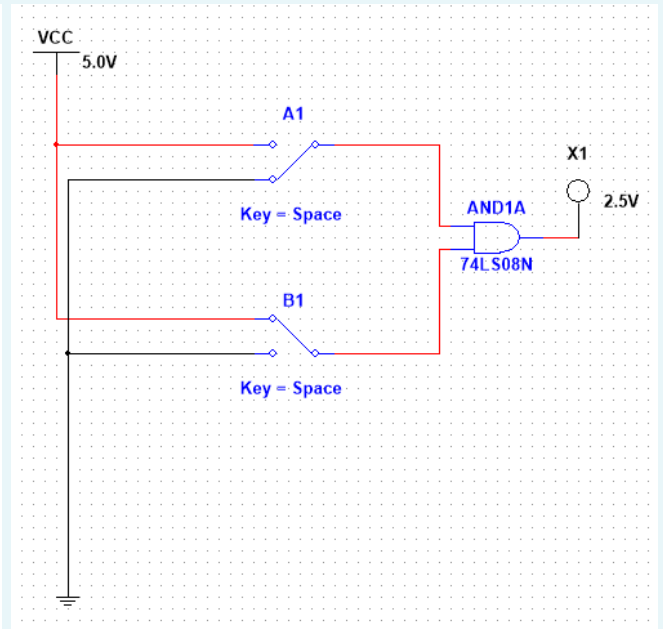 VCC
5.0V
A1
Key = Space
X1
2.5V
AND1A
74LS08N
B1
Key = Space